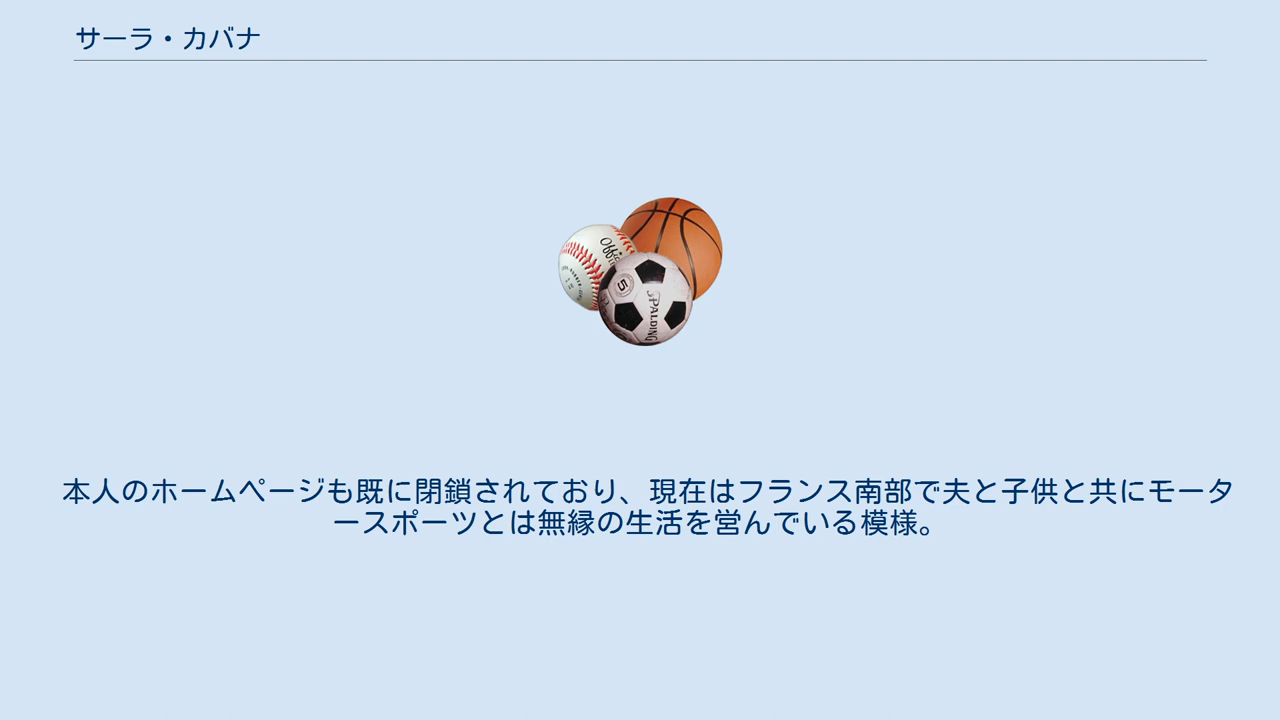 サーラ・カバナ
Offic
5
SPALDING
本人のホームページも既に閉鎖されており、現在はフランス南部で夫と子供と共にモータ
ースポーツとは無縁の生活を営んでいる模様。